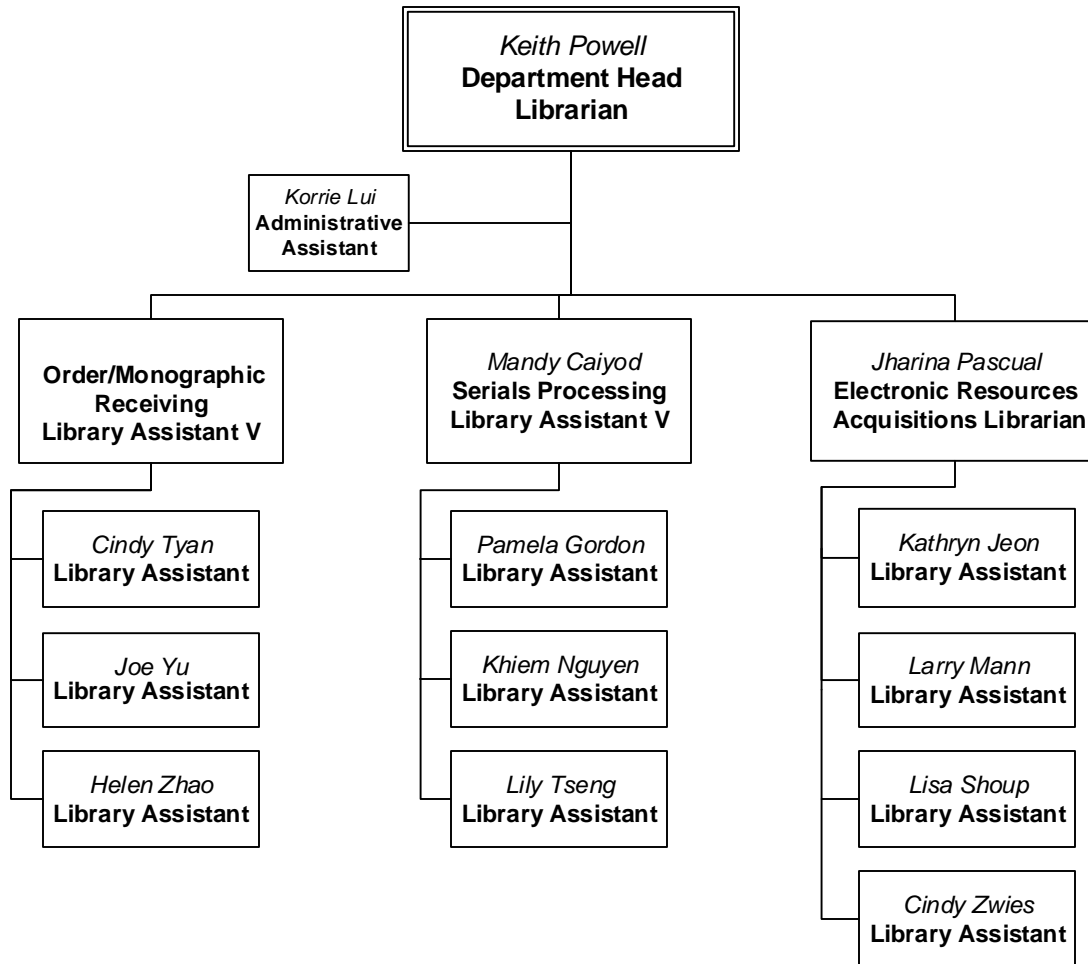 Keith Powell
Department Head
Librarian
Korrie Lui
Administrative
Assistant
Order/Monographic
Receiving
Library Assistant V
Cindy Tyan
Library Assistant
Joe Yu
Library Assistant
Helen Zhao
Library Assistant
Mandy Caiyod
Serials Processing
Library Assistant V
Pamela Gordon
Library Assistant
Khiem Nguyen
Library Assistant
Lily Tseng
Library Assistant
Jharina Pascual
Electronic Resources
Acquisitions Librarian
Kathryn Jeon
Library Assistant
Larry Mann
Library Assistant
Lisa Shoup
Library Assistant
Cindy Zwies
Library Assistant